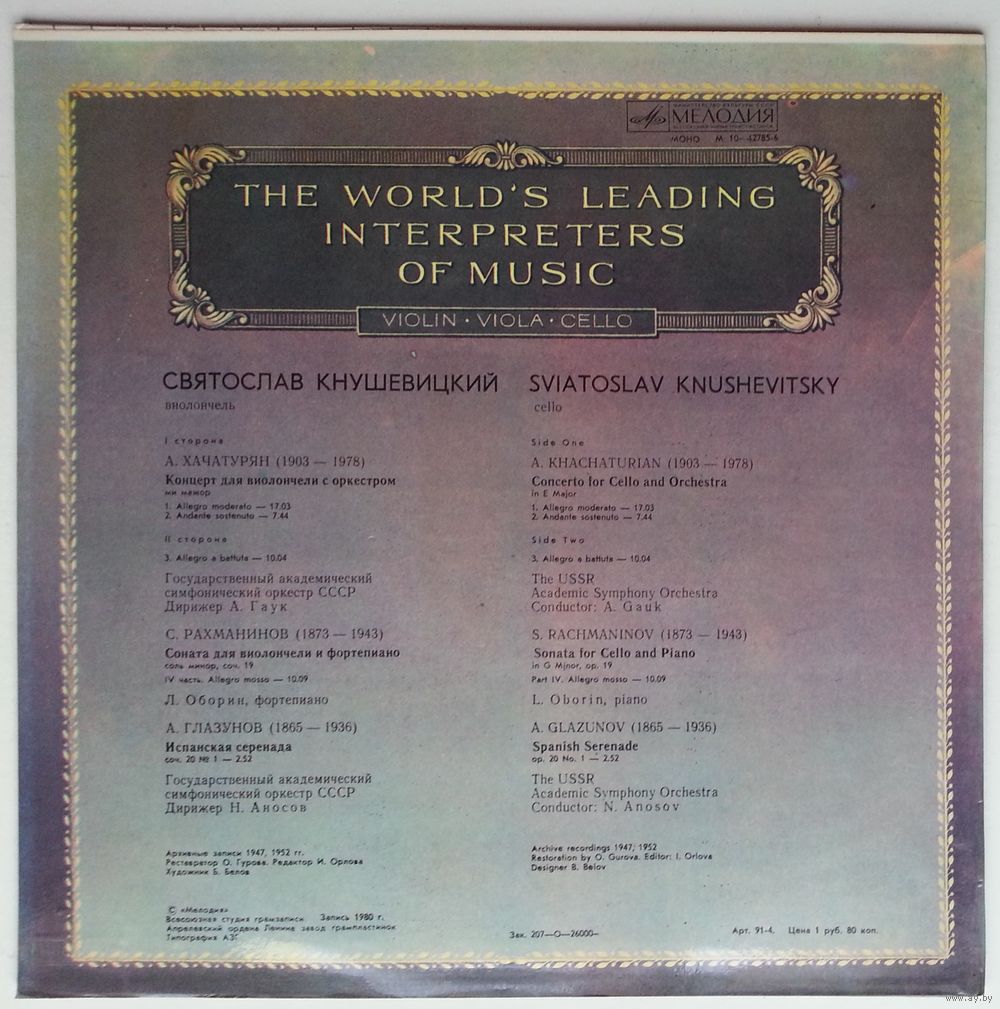 МИНИСТЕРСТВО КУЛЬТУРЫ СССР
МЕЛОДИЯ
МОНО М 10—42785-6
THE WORLD'S LEADING
INTERPRETERS
OF MUSIC
VIOLIN · VIOLA · CELLO
СВЯТОСЛАВ КНУШЕВИЦКИЙ
виолончель
I сторона
А. ХАЧАТУРЯН (1903 — 1978)
Концерт для виолончели с оркестром
ми мажор
1. Allegro moderato — 17.03
2. Andante sostenuto — 7.44
II сторона
3. Allegro a battuta — 10.04
Государственный академический
симфонический оркестр СССР
Дирижер А. Гаук
С. РАХМАНИНОВ (1873 — 1943)
Соната для виолончели и фортепиано
соль минор, соч. 19
IV часть. Allegro mosso — 10.09
Л. Оборин, фортепиано
А. ГЛАЗУНОВ (1865 — 1936)
Испанская серенада
соч. 20 № 1 — 2.52
Государственный академический
симфонический оркестр СССР
Дирижер Н. Аносов
Архивные записи 1947, 1952 гг.
Реставратор О. Гурова. Редактор И. Орлова
Художник Б. Белов
© «Мелодия»
Всесоюзная студия грамзаписи Запись 1980 г.
Апрелевский ордена Ленина завод грампластинок
Типография АЗГ
SVIATOSLAV KNUSHEVITSKY
cello
Side One
A. KHACHATURIAN (1903 — 1978)
Concerto for Cello and Orchestra
in E Major
1. Allegro moderato — 17.03
2. Andante sostenuto — 7.44
Side Two
3. Allegro a battuta — 10.04
The USSR
Academic Symphony Orchestra
Conductor: A. Gauk
S. RACHMANINOV (1873 — 1943)
Sonata for Cello and Piano
in G Minor, op. 19
Part IV. Allegro mosso — 10.09
L. Oborin, piano
A. GLAZUNOV (1865 — 1936)
Spanish Serenade
op. 20 No. 1 — 2.52
The USSR
Academic Symphony Orchestra
Conductor: N. Anosov
Archive recordings 1947, 1952
Restoration by O. Gurova. Editor: I. Orlova
Designer B. Belov
Зак. 207—О—26000—
Арт. 91-4. Цена 1 руб. 80 коп.
www.ay.by